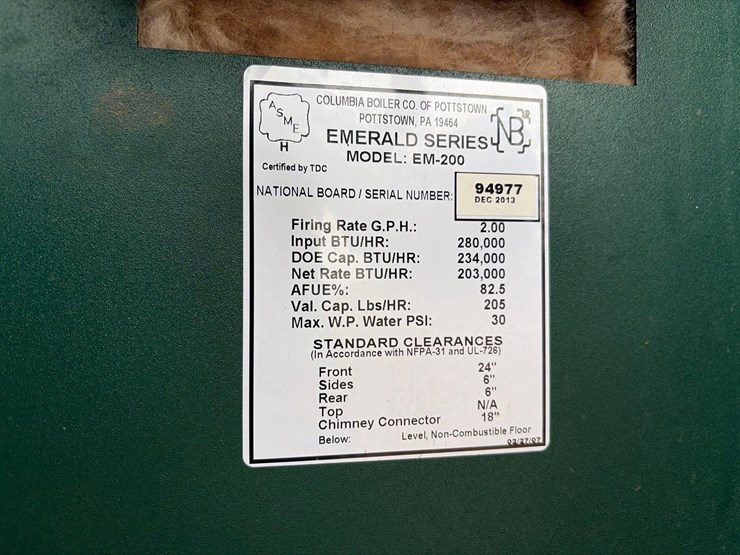 ASME
H
COLUMBIA BOILER CO. OF POTTSTOWN
POTTSTOWN, PA 19464
NB
R
EMERALD SERIES
MODEL: EM-200
Certified by TDC
NATIONAL BOARD / SERIAL NUMBER: 94977
DEC 2013
Firing Rate G.P.H.: 2.00
Input BTU/HR: 280,000
DOE Cap. BTU/HR: 234,000
Net Rate BTU/HR: 203,000
AFUE%: 82.5
Val. Cap. Lbs/HR: 205
Max. W.P. Water PSI: 30
STANDARD CLEARANCES
(In Accordance with NFPA-31 and UL-726)
Front 24"
Sides 6"
Rear 6"
Top N/A
Chimney Connector 18"
Below: Level, Non-Combustible Floor
02/27/07